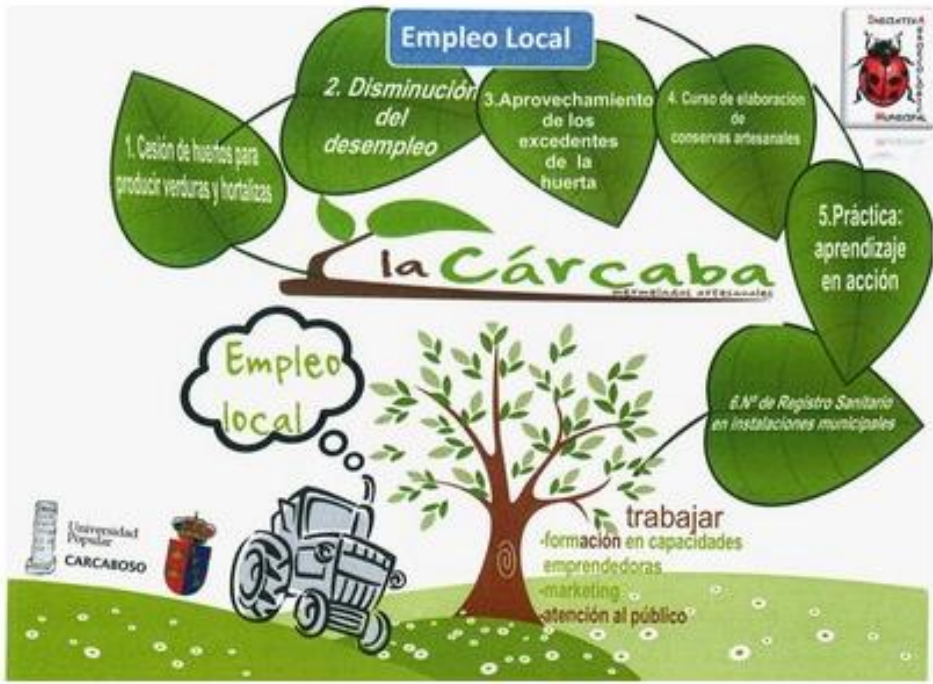 Empleo Local
1. Cesión de huertos para
producir verduras y hortalizas
2. Disminución
del
desempleo
3.Aprovechamiento
de los
excedentes
de la
huerta
4. Curso de elaboración
de
conservas artesanales
5.Práctica:
aprendizaje
en acción
6.Nº de Registro Sanitario
en instalaciones municipales
la Cárcaba
mermeladas artesanales
Empleo
local
trabajar
-formación en capacidades
emprendedoras
-marketing
-atención al público
Universidad
Popular
CARCABOSO
MUNICIPAL